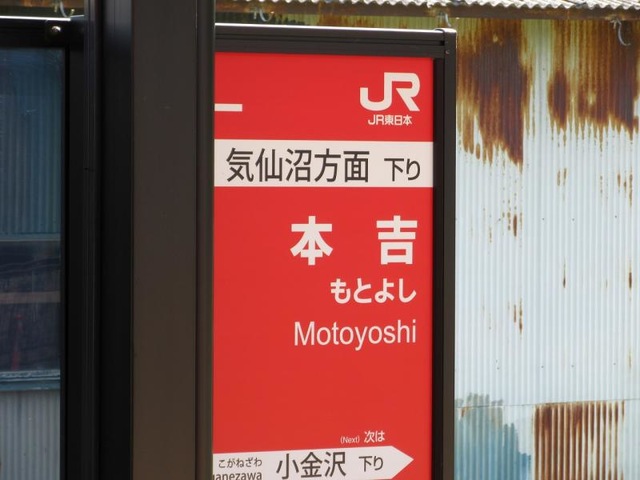 JR
JR東日本
気仙沼方面 下り
本吉
もとよし
Motoyoshi
(Next) 次は
こがねざわ
小金沢 下り